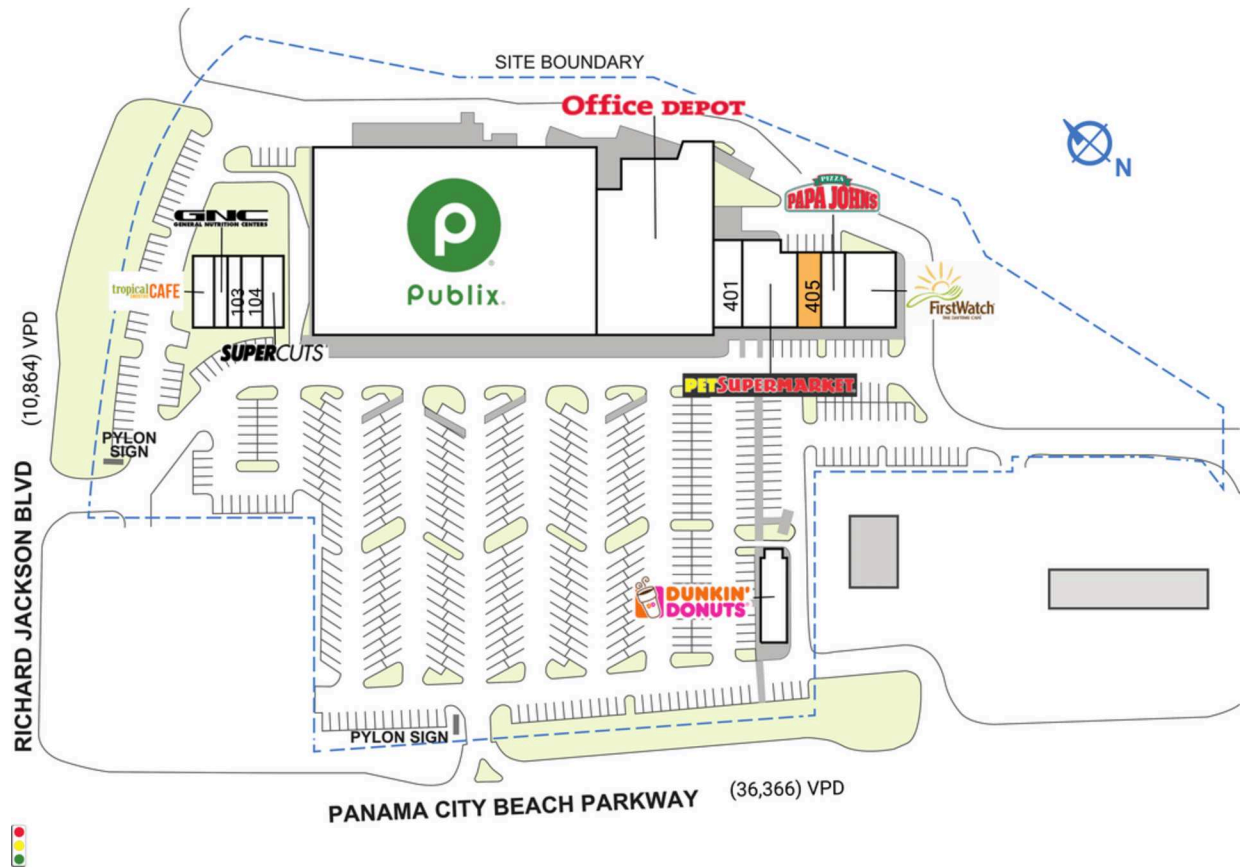 SITE BOUNDARY
Office DEPOT
N
PIZZA
PAPA JOHNS
GNC
GENERAL NUTRITION CENTERS
P
Publix.
tropical
CAFE
103
104
401
405
FirstWatch
THE DAYTIME CAFE
SUPERCUTS
PETSUPERMARKET
(10,864) VPD
PYLON
SIGN
RICHARD JACKSON BLVD
DUNKIN'
DONUTS
PYLON SIGN
PANAMA CITY BEACH PARKWAY
(36,366) VPD